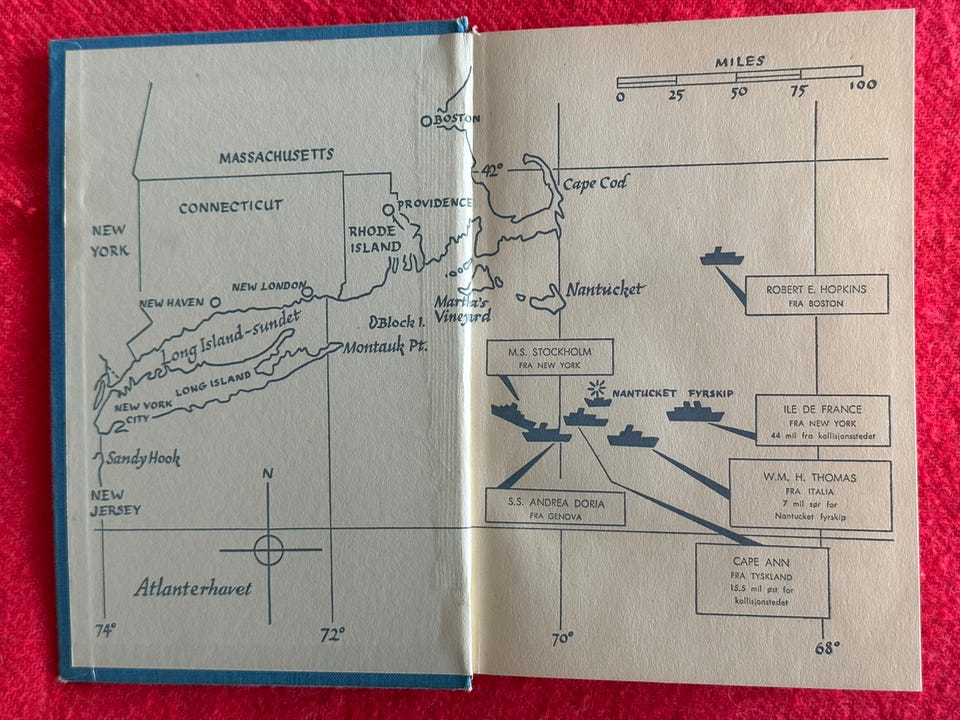 BOSTON
MASSACHUSETTS
CONNECTICUT
PROVIDENCE
NEW
YORK
RHODE
ISLAND
NEW LONDON
NEW HAVEN
Long Island-sundet
Block I.
Martha's
Vineyard
Montauk Pt.
LONG ISLAND
NEW YORK
CITY
Sandy Hook
NEW
JERSEY
N
Atlanterhavet
74°
72°
MILES
0 25 50 75 100
42°
Cape Cod
Nantucket
ROBERT E. HOPKINS
FRA BOSTON
M.S. STOCKHOLM
FRA NEW YORK
NANTUCKET FYRSKIP
ILE DE FRANCE
FRA NEW YORK
44 mil fra kollisjonsstedet
W.M. H. THOMAS
FRA ITALIA
7 mil sør for
Nantucket fyrskip
S.S. ANDREA DORIA
FRA GENOVA
CAPE ANN
FRA TYSKLAND
15,5 mil øst for
kollisjonstedet
70°
68°